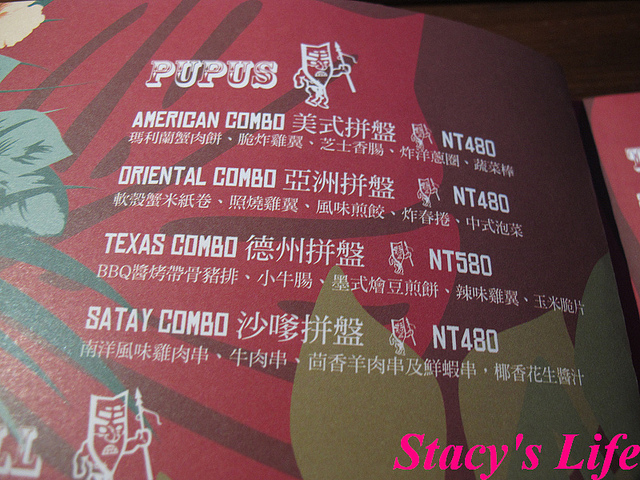 PUPUS
AMERICAN COMBO 美式拼盤 NT480
瑪利蘭蟹肉餅、脆炸雞翼、芝士香腸、炸洋蔥圈、蔬菜棒
ORIENTAL COMBO 亞洲拼盤 NT480
軟殼蟹米紙卷、照燒雞翼、風味煎餃、炸春捲、中式泡菜
TEXAS COMBO 德州拼盤 NT580
BBQ醬烤帶骨豬排、小牛腸、墨式燴豆煎餅、辣味雞翼、玉米脆片
SATAY COMBO 沙嗲拼盤 NT480
南洋風味雞肉串、牛肉串、茴香羊肉串及鮮蝦串，椰香花生醬汁
Stacy's Life